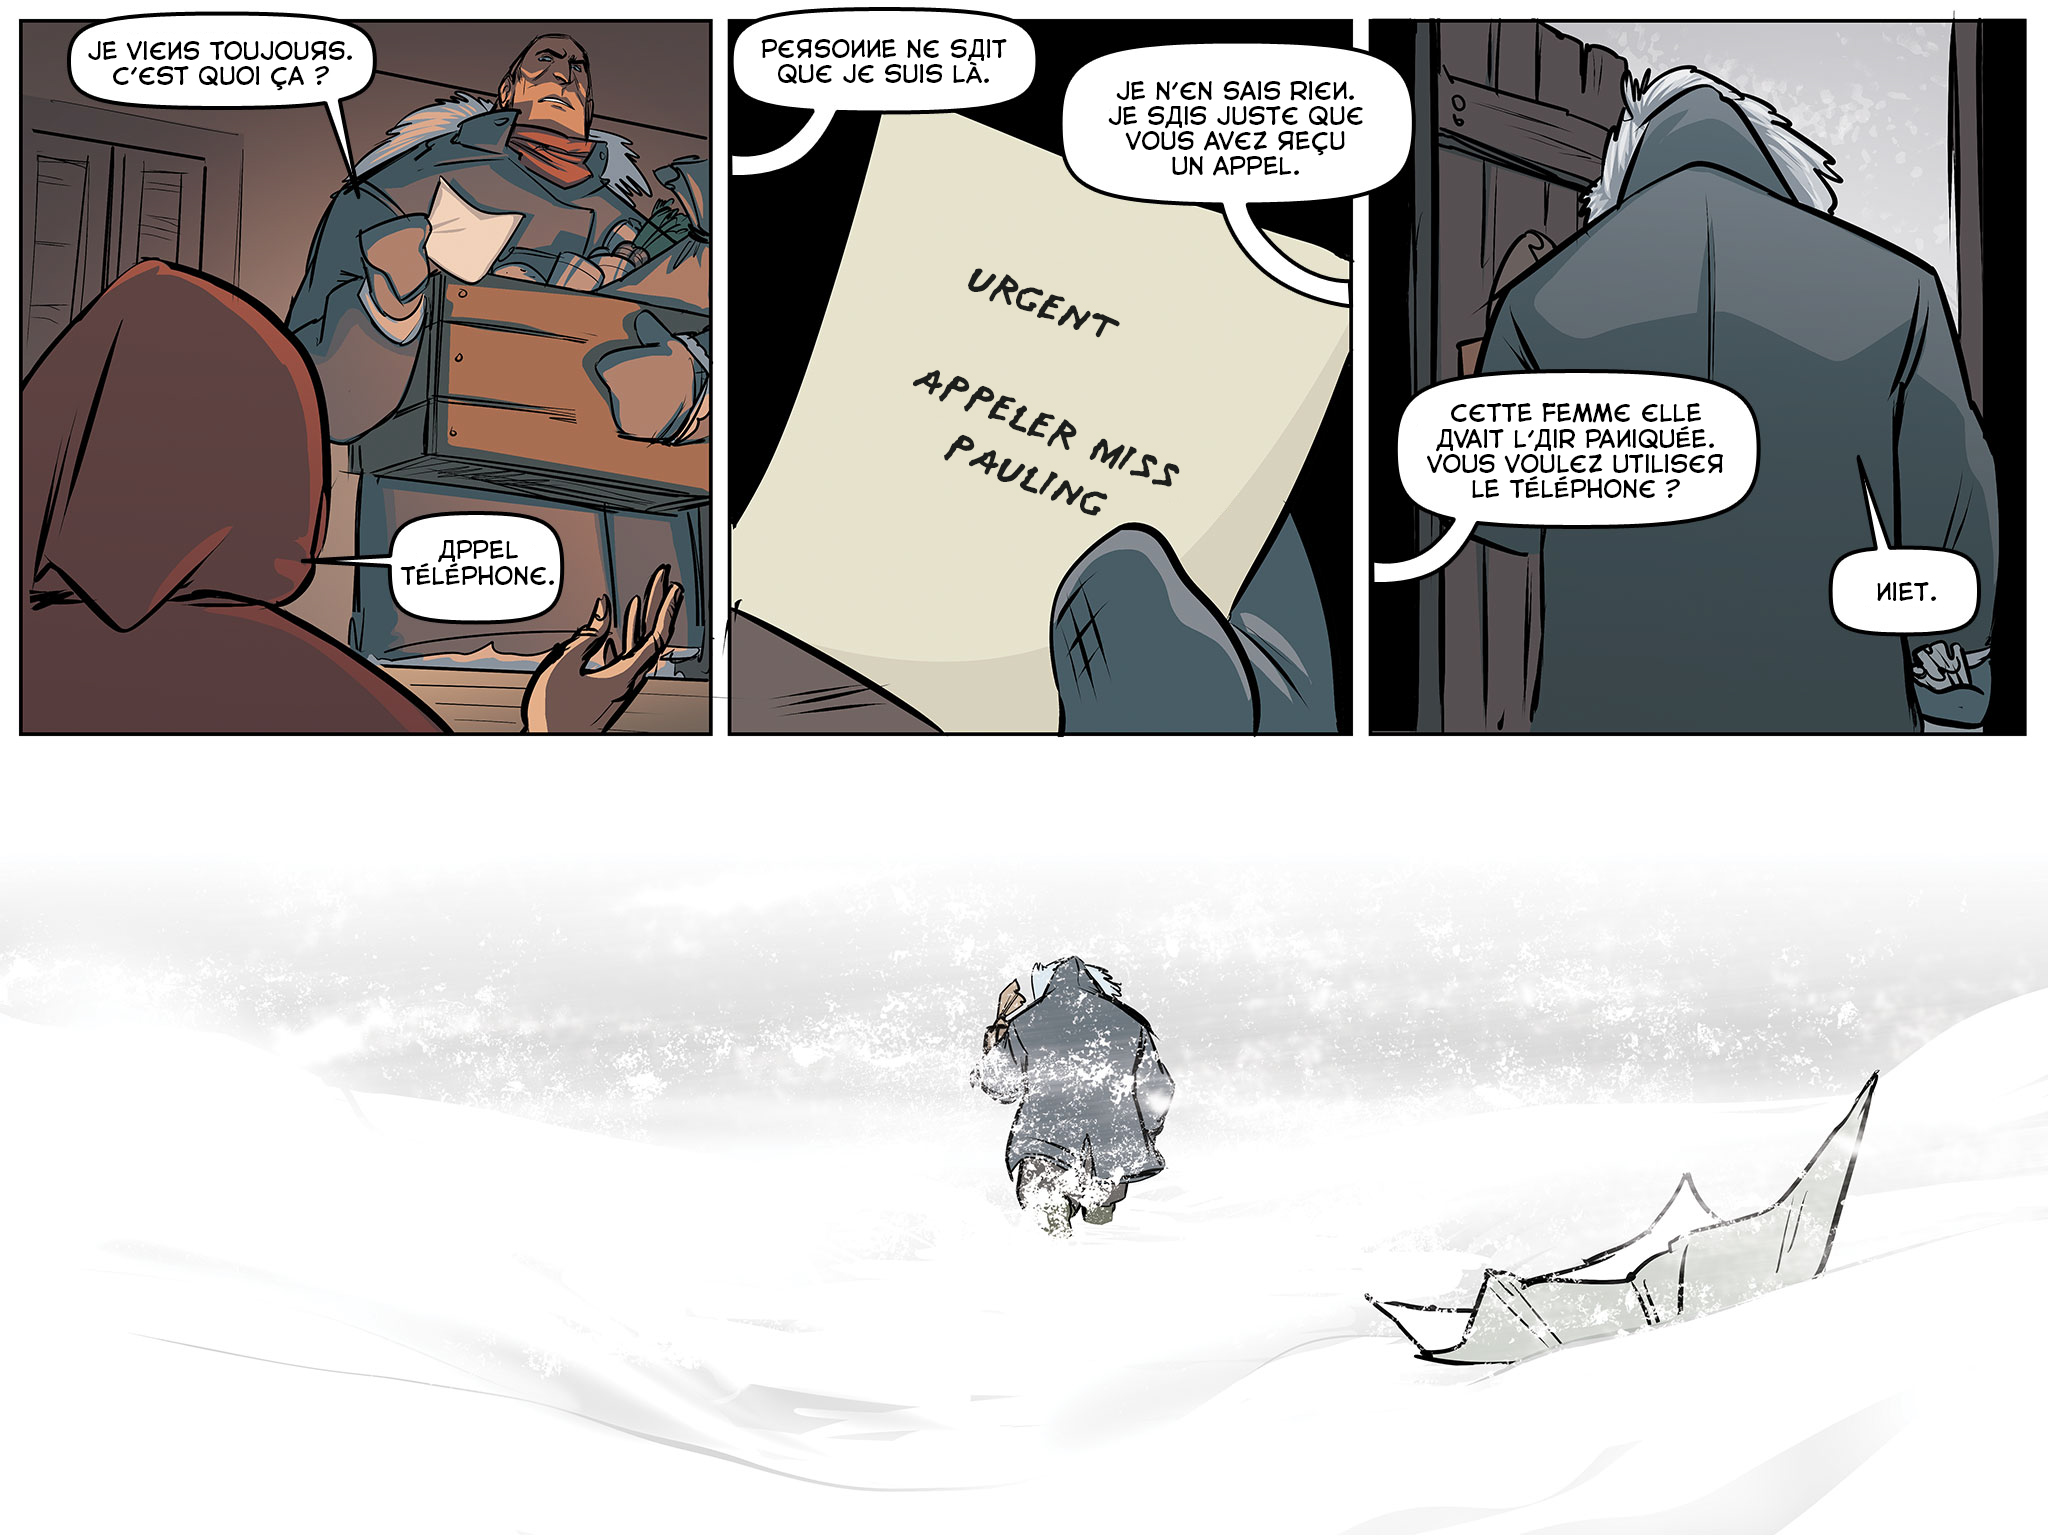 JE VIENS TOUJOURS.
C'EST QUOI ÇA ?
APPEL
TÉLÉPHONE.
PERSONNE NE SAIT
QUE JE SUIS LÀ.
JE N'EN SAIS RIEN.
JE SAIS JUSTE QUE
VOUS AVEZ REÇU
UN APPEL.
URGENT
APPELER MISS
PAULING
CETTE FEMME ELLE
AVAIT L'AIR PANIQUÉE.
VOUS VOULEZ UTILISER
LE TÉLÉPHONE ?
NIET.